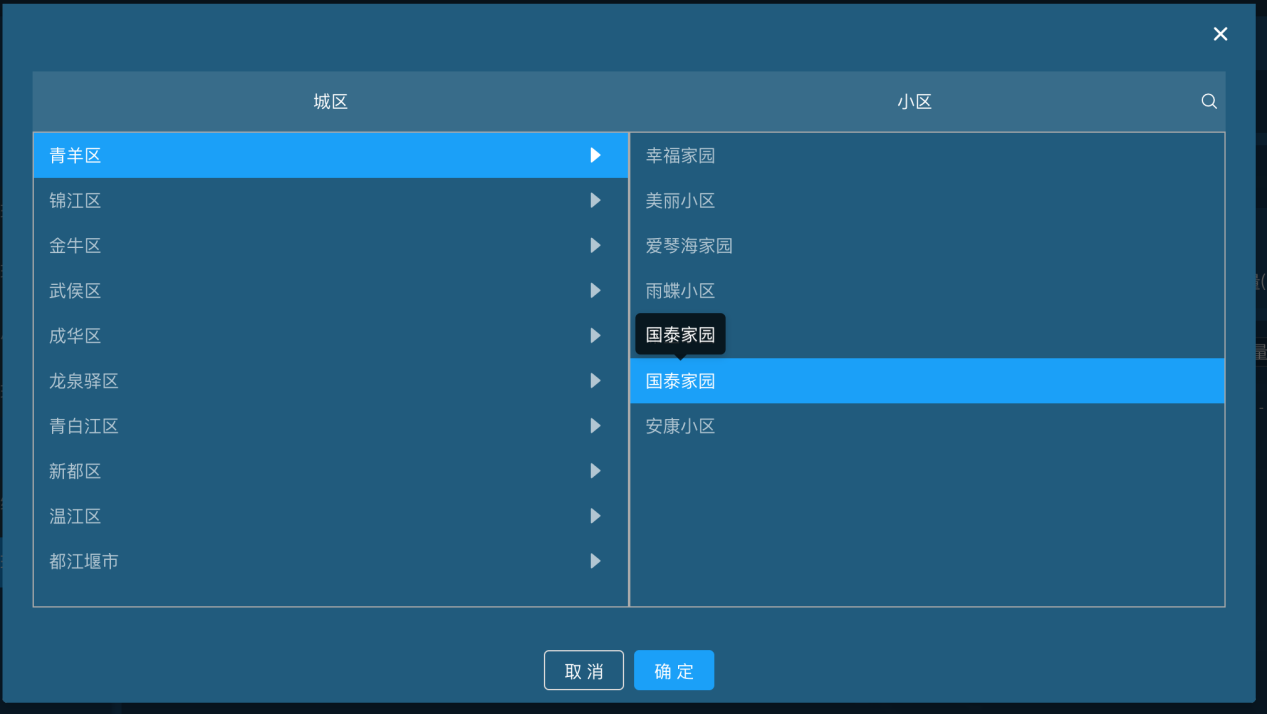 城区
小区
青羊区
锦江区
金牛区
武侯区
成华区
龙泉驿区
青白江区
新都区
温江区
都江堰市
幸福家园
美丽小区
爱琴海家园
雨蝶小区
国泰家园
国泰家园
安康小区
取 消
确 定